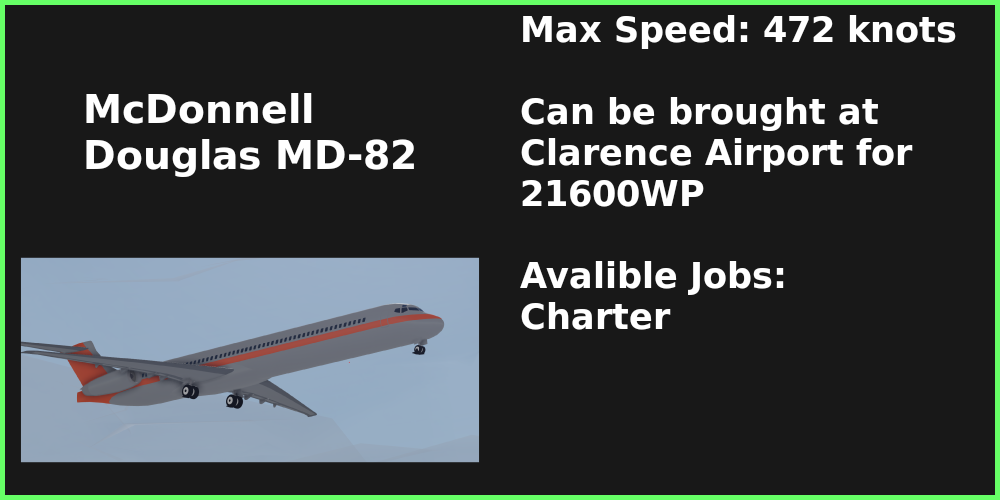 McDonnell
Douglas MD-82
Max Speed: 472 knots
Can be brought at
Clarence Airport for
21600WP
Avalible Jobs:
Charter